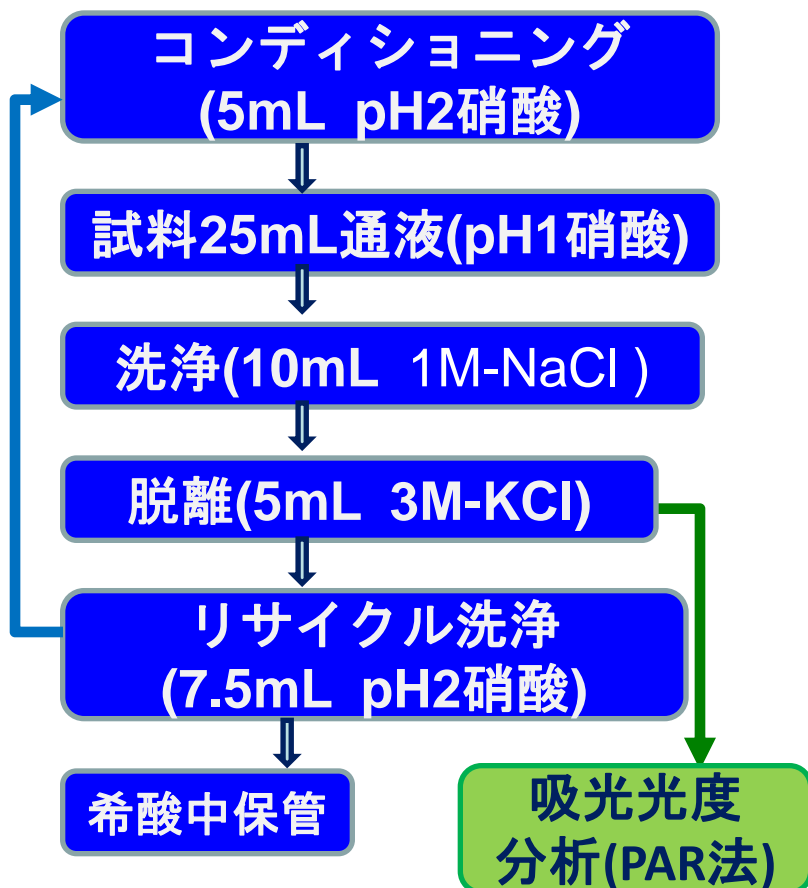 コンディショニング
(5mL pH2硝酸)
試料25mL通液(pH1硝酸)
洗浄(10mL 1M-NaCl )
脱離(5mL 3M-KCl)
リサイクル洗浄
(7.5mL pH2硝酸)
希酸中保管
吸光光度
分析(PAR法)